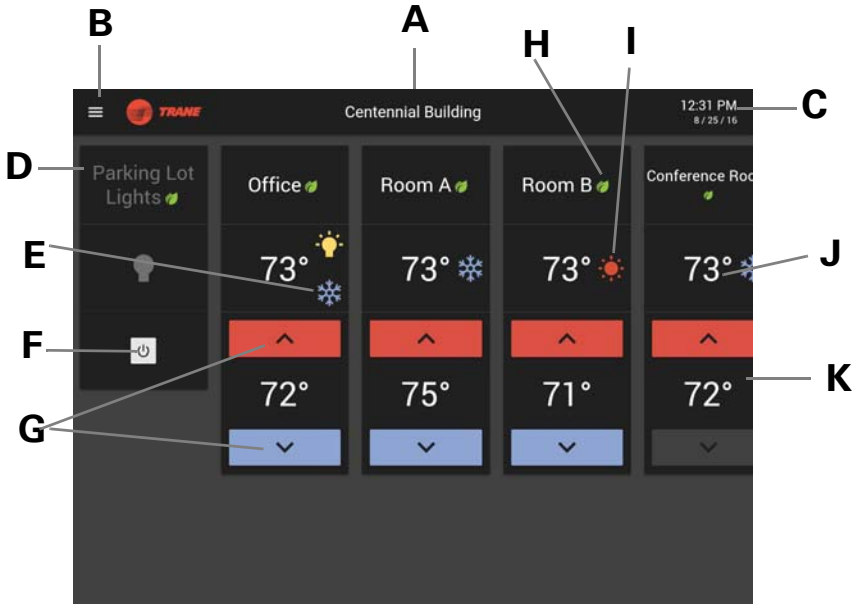 B
A
H
I
TRANE
Centennial Building
12:31 PM
8 / 25 / 16
C
D
Parking Lot
Lights
Office
Room A
Room B
Conference Roo
E
73°
73°
73°
73°
J
F
G
72°
75°
71°
72°
K